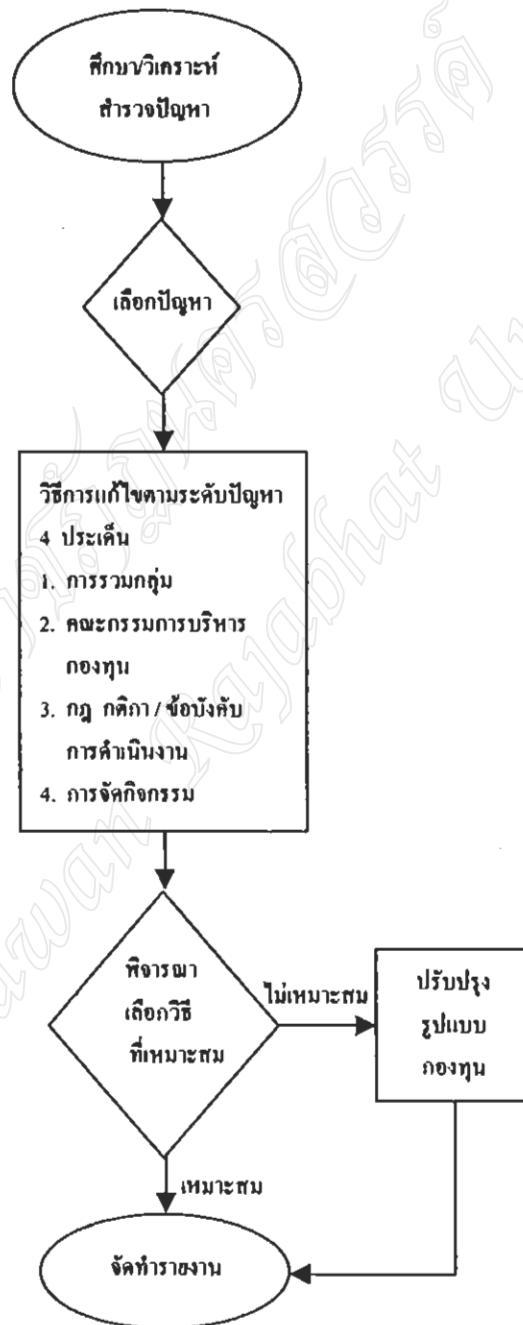 ศึกษา/วิเคราะห์
สำรวจปัญหา
เลือกปัญหา
วิธีการแก้ไขตามระดับปัญหา
4 ประเด็น
1. การรวมกลุ่ม
2. คณะกรรมการบริหาร
กองทุน
3. กฎ กติกา / ข้อบังคับ
การดำเนินงาน
4. การจัดกิจกรรม
พิจารณา
เลือกวิธี
ที่เหมาะสม
ไม่เหมาะสม
ปรับปรุง
รูปแบบ
กองทุน
เหมาะสม
จัดทำรายงาน
Rajabhat